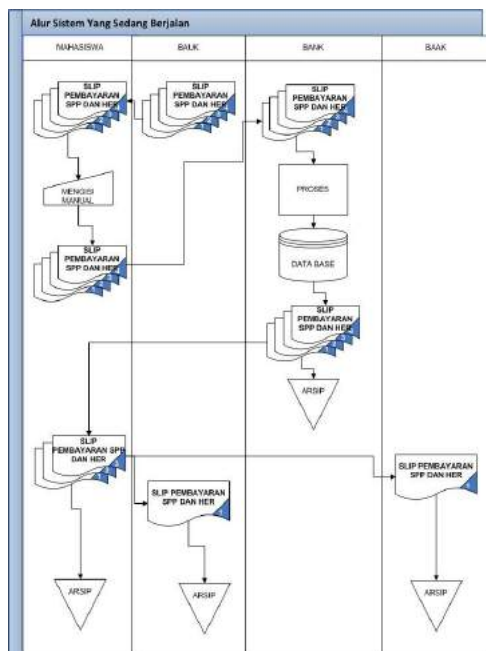 Alur Sistem Yang Sedang Berjalan
MAHASISWA
BAUK
BANK
BAAK
SLIP
PEMBAYARAN
SPP DAN HER
SLIP
PEMBAYARAN
SPP DAN HER
SLIP
PEMBAYARAN
SPP DAN HER
MENGISI
MANUAL
PROSES
SLIP
PEMBAYARAN
SPP DAN HER
DATA BASE
SLIP
PEMBAYARAN
SPP DAN HER
ARSIP
SLIP
PEMBAYARAN SPP
DAN HER
SLIP PEMBAYARAN
SPP DAN HER
SLIP PEMBAYARAN
SPP DAN HER
ARSIP
ARSIP
ARSIP